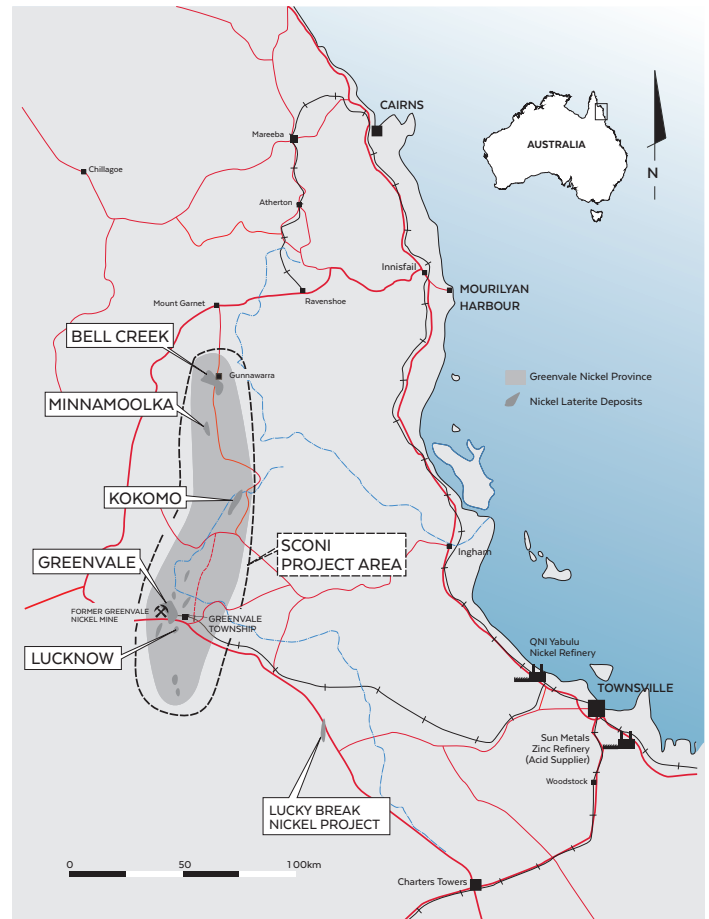 CAIRNS
Mareeba
AUSTRALIA
Chillagoe
N
Atherton
Innisfail
MOURILYAN
HARBOUR
Mount Garnet
Ravenshoe
BELL CREEK
Gunnawarra
Greenvale Nickel Province
Nickel Laterite Deposits
MINNAMOOLKA
KOKOMO
SCONI
PROJECT AREA
Ingham
GREENVALE
FORMER GREENVALE
NICKEL MINE
GREENVALE
TOWNSHIP
LUCKNOW
QNI Yabulu
Nickel Refinery
TOWNSVILLE
Sun Metals
Zinc Refinery
(Acid Supplier)
Woodstock
LUCKY BREAK
NICKEL PROJECT
0 50 100km
Charters Towers